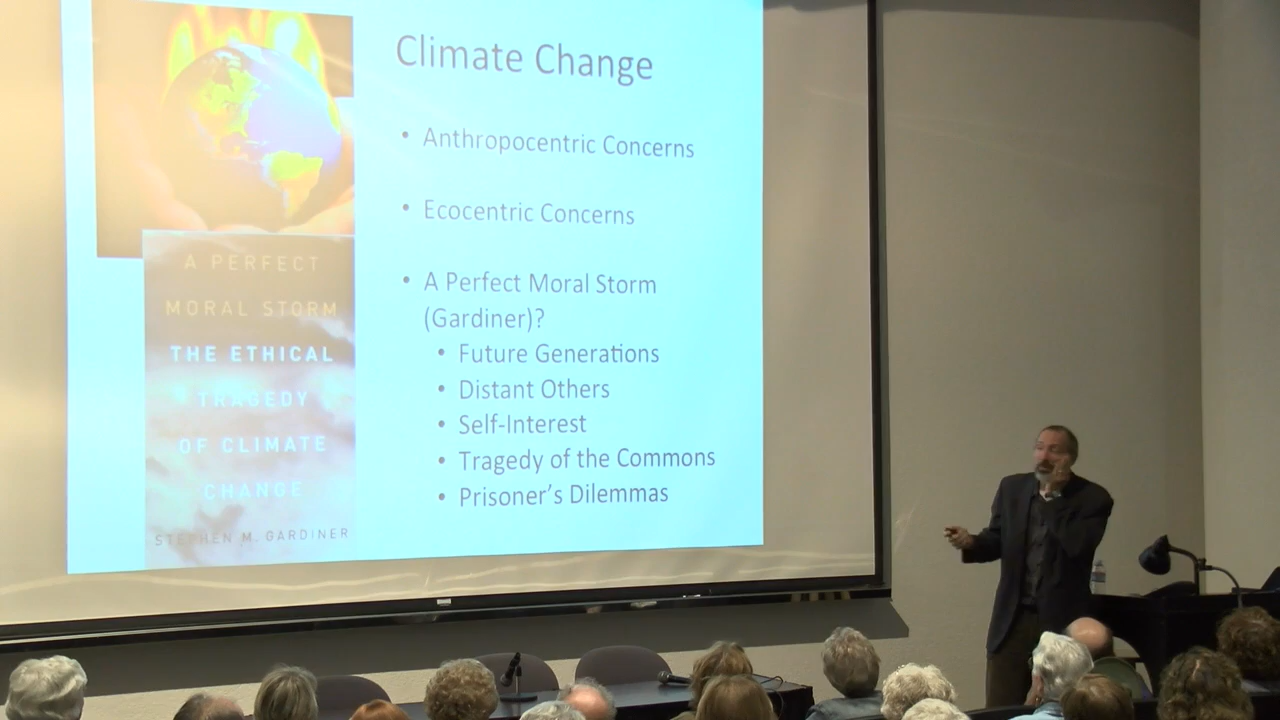 Climate Change
• Anthropocentric Concerns
• Ecocentric Concerns
• A Perfect Moral Storm
(Gardiner)?
• Future Generations
• Distant Others
• Self-Interest
• Tragedy of the Commons
• Prisoner's Dilemmas
A PERFECT
MORAL STORM
THE ETHICAL
TRAGEDY
OF CLIMATE
CHANGE
STEPHEN M. GARDINER